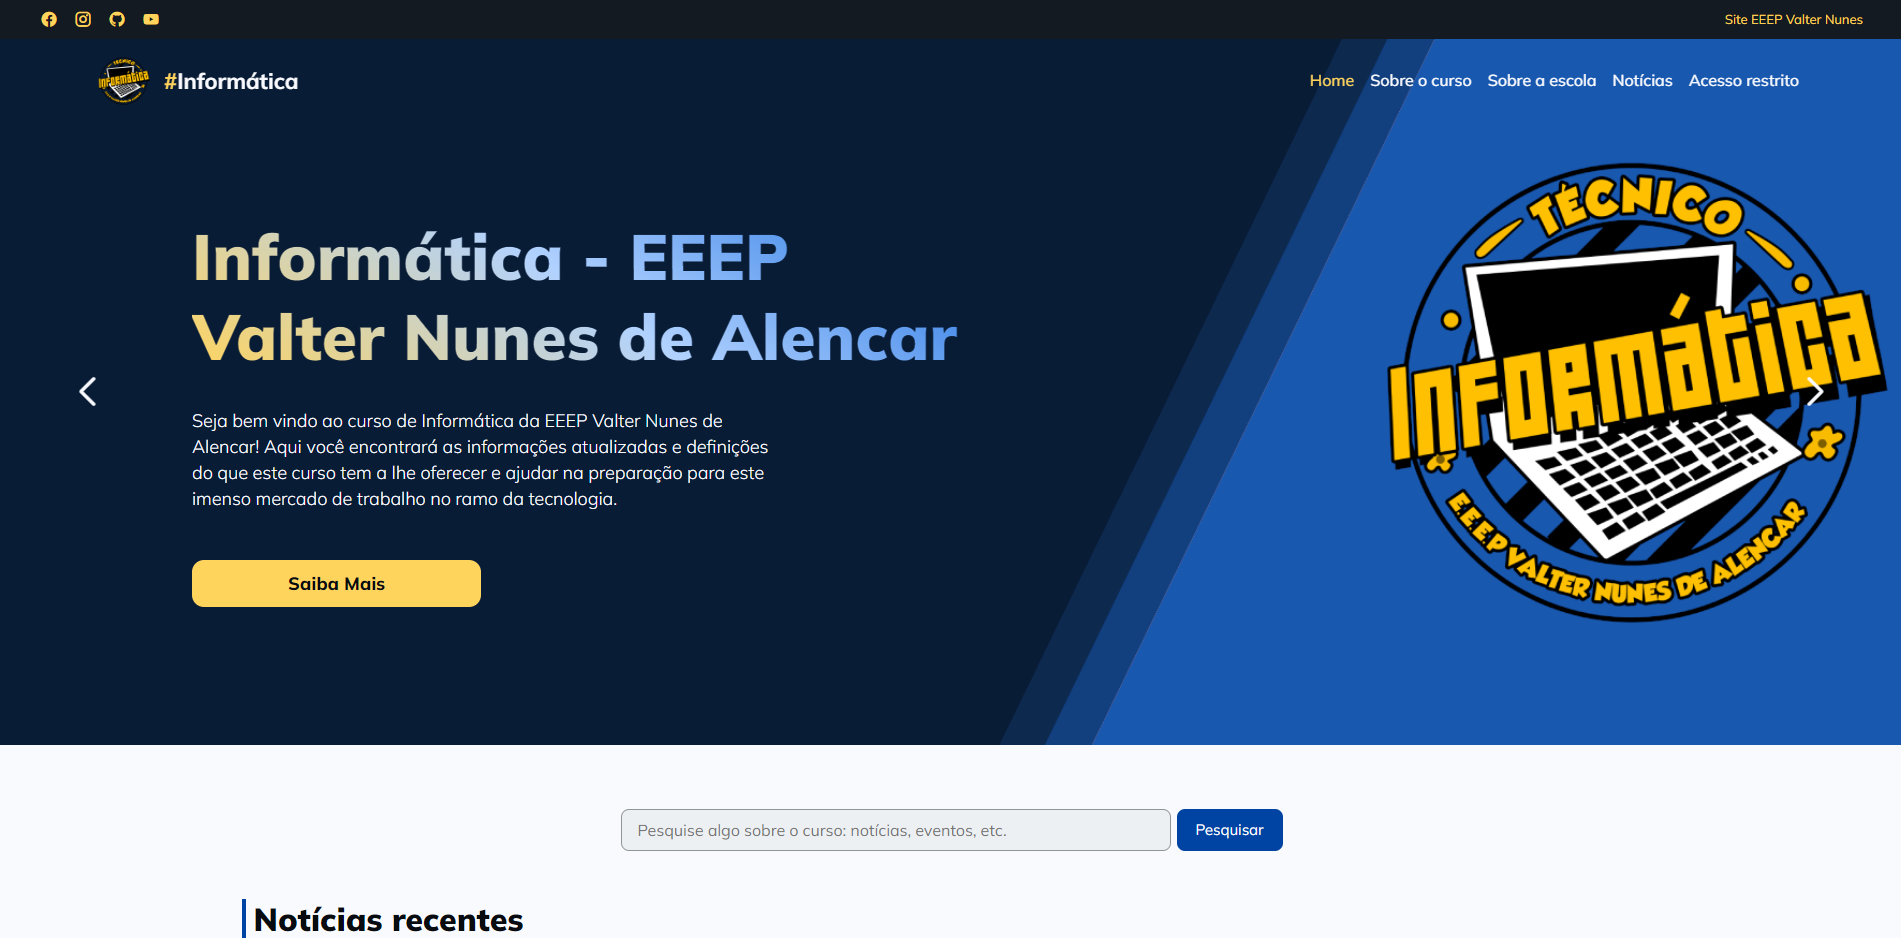 Site EEEP Valter Nunes
TÉCNICO
Informática
#Informática
Home Sobre o curso Sobre a escola Notícias Acesso restrito
Informática - EEEP
Valter Nunes de Alencar
Seja bem vindo ao curso de Informática da EEEP Valter Nunes de
Alencar! Aqui você encontrará as informações atualizadas e definições
do que este curso tem a lhe oferecer e ajudar na preparação para este
imenso mercado de trabalho no ramo da tecnologia.
Saiba Mais
TÉCNICO
Informática
E.E.E.P VALTER NUNES DE ALENCAR
Pesquise algo sobre o curso: notícias, eventos, etc.
Pesquisar
Notícias recentes